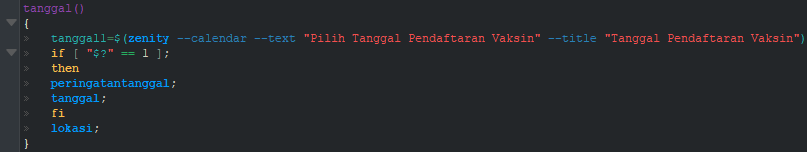 tanggal()
{
tanggall=$(zenity --calendar --text "Pilih Tanggal Pendaftaran Vaksin" --title "Tanggal Pendaftaran Vaksin")
if [ "$?" == 1 ];
then
peringatantanggal;
tanggal;
fi
lokasi;
}